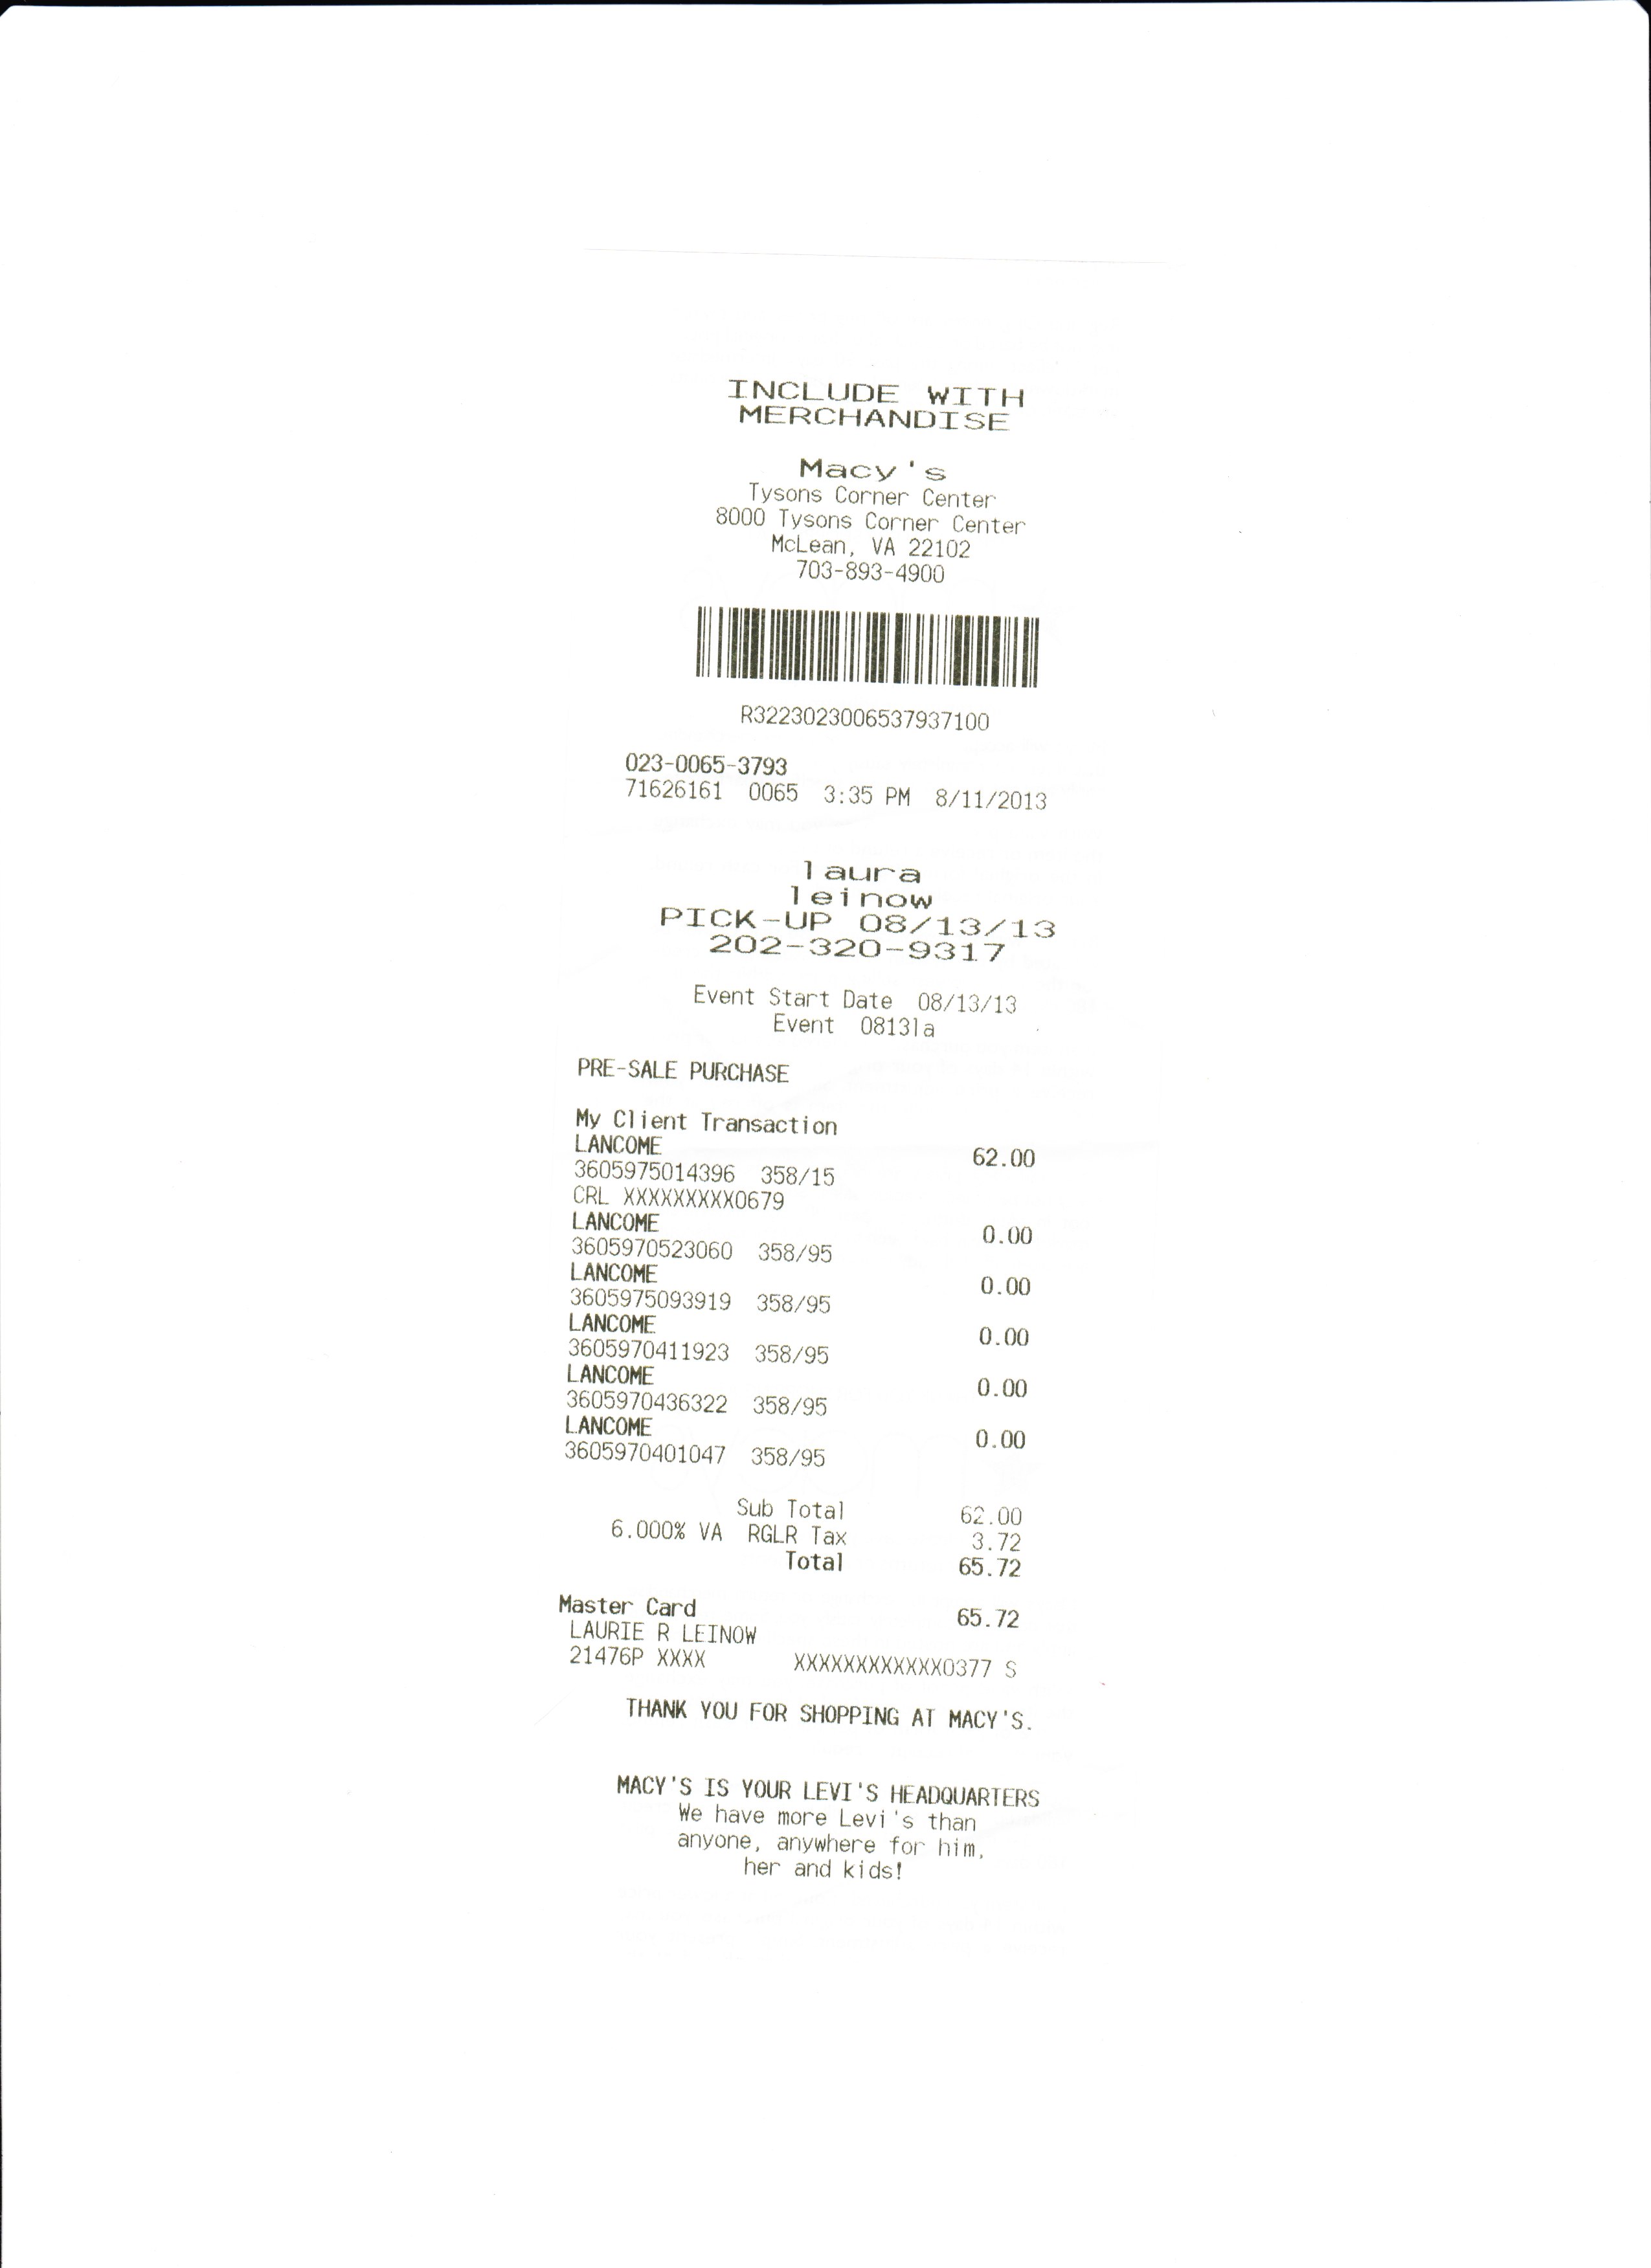 INCLUDE WITH
MERCHANDISE
Macy's
Tysons Corner Center
8000 Tysons Corner Center
McLean, VA 22102
703-893-4900
R3223023006537937100
023-0065-3793
71626161 0065 3:35 PM 8/11/2013
laura
leinow
PICK-UP 08/13/13
202-320-9317
Event Start Date 08/13/13
Event 08131a
PRE-SALE PURCHASE
My Client Transaction
LANCOME 62.00
3605975014396 358/15
CRL XXXXXXXXX0679
LANCOME 0.00
3605970523060 358/95
LANCOME 0.00
3605975093919 358/95
LANCOME 0.00
3605970411923 358/95
LANCOME 0.00
3605970436322 358/95
LANCOME 0.00
3605970401047 358/95
Sub Total 62.00
6.000% VA RGLR Tax 3.72
Total 65.72
Master Card 65.72
LAURIE R LEINOW
21476P XXXX XXXXXXXXXXXX0377 S
THANK YOU FOR SHOPPING AT MACY'S.
MACY'S IS YOUR LEVI'S HEADQUARTERS
We have more Levi's than
anyone, anywhere for him,
her and kids!